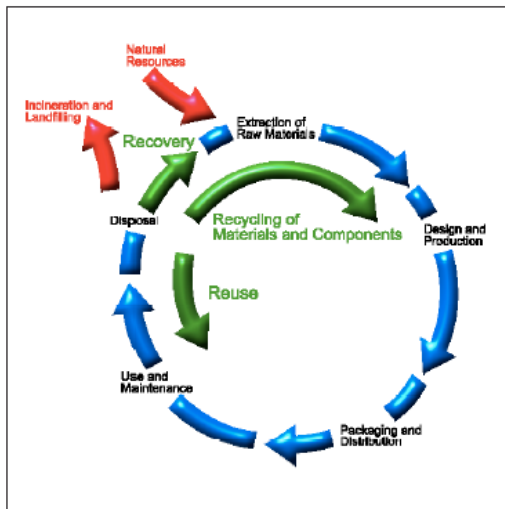 Natural
Resources
Incineration and
Landfilling
Recovery
Extraction of
Raw Materials
Disposal
Recycling of
Materials and Components
Design and
Production
Reuse
Use and
Maintenance
Packaging and
Distribution